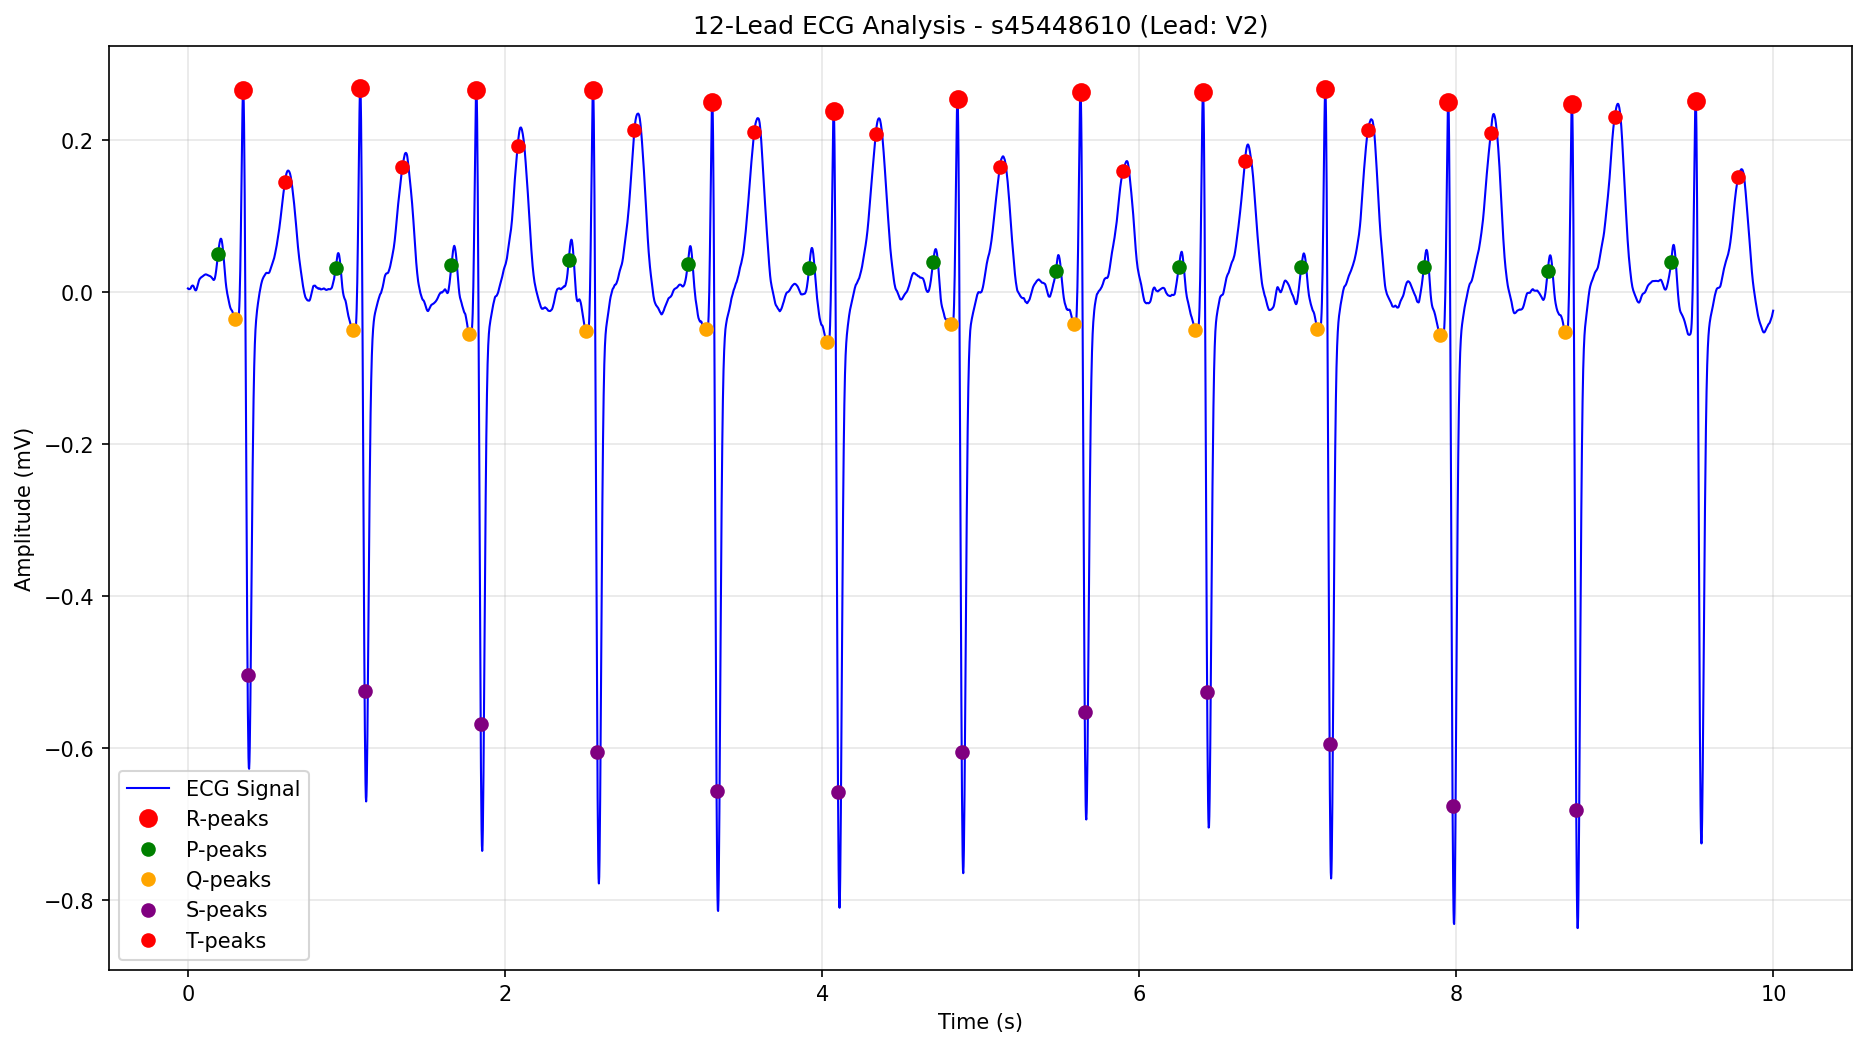 12-Lead ECG Analysis - s45448610 (Lead: V2)
Amplitude (mV)
0.2
0.0
−0.2
−0.4
−0.6
−0.8
ECG Signal
R-peaks
P-peaks
Q-peaks
S-peaks
T-peaks
0 2 4 6 8 10
Time (s)